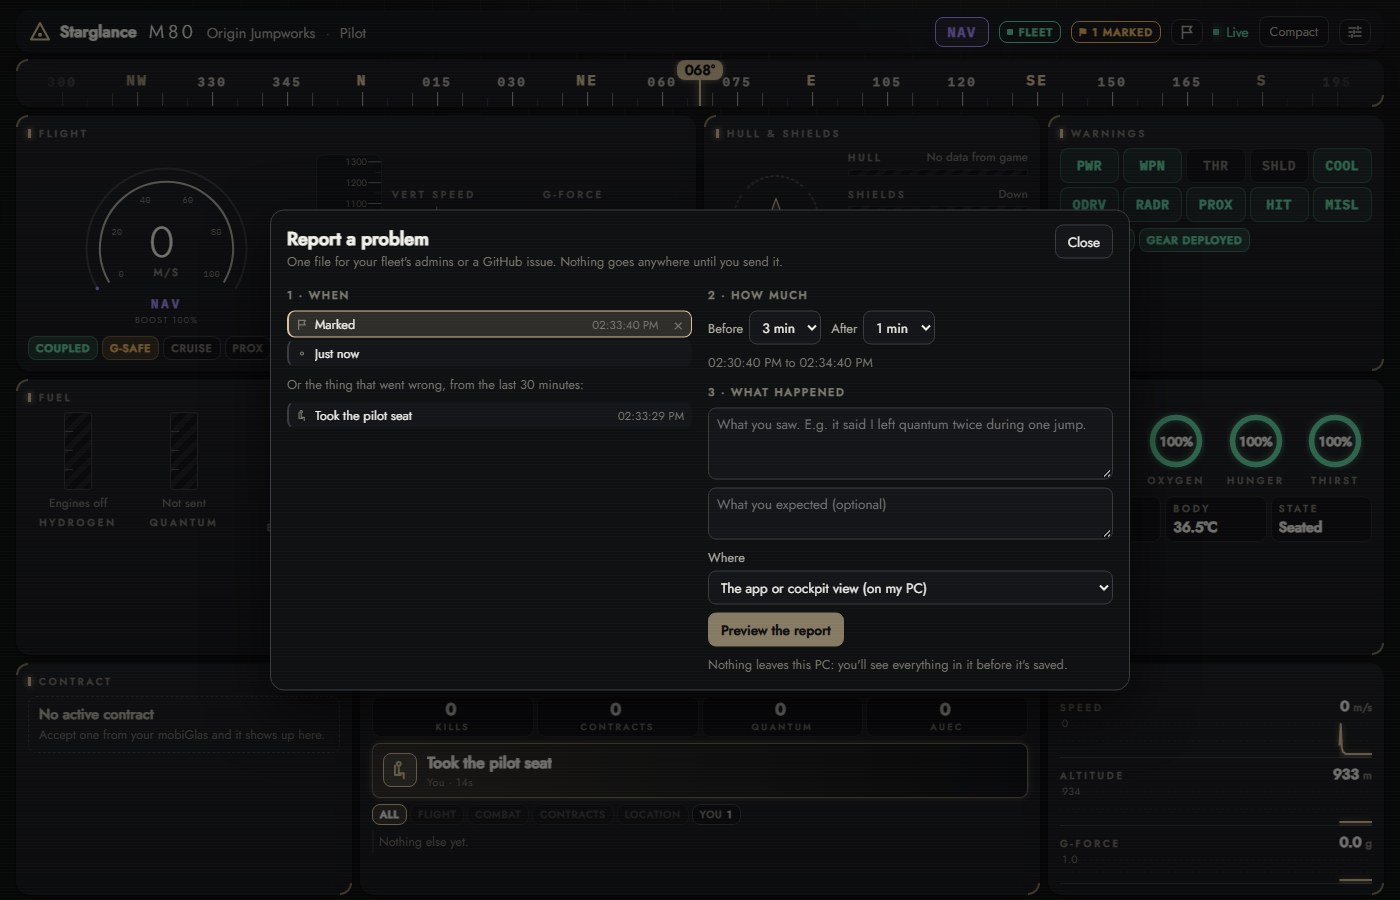 Starglance M80 Origin Jumpworks · Pilot
NAV FLEET 1 MARKED Live Compact
300 NW 330 345 N 015 030 NE 060 068° 075 E 105 120 SE 150 165 S 195
FLIGHT
1300
1200
1100
VERT SPEED G-FORCE
0 20 40 60 80 100
0
M/S
NAV
BOOST 100%
COUPLED G-SAFE CRUISE PROX
HULL & SHIELDS
HULL No data from game
SHIELDS Down
WARNINGS
PWR WPN THR SHLD COOL
QDRV RADR PROX HIT MISL
GEAR DEPLOYED
Report a problem
Close
One file for your fleet's admins or a GitHub issue. Nothing goes anywhere until you send it.
1 · WHEN
Marked 02:33:40 PM ×
Just now
Or the thing that went wrong, from the last 30 minutes:
Took the pilot seat 02:33:29 PM
2 · HOW MUCH
Before 3 min After 1 min
02:30:40 PM to 02:34:40 PM
3 · WHAT HAPPENED
What you saw. E.g. it said I left quantum twice during one jump.
What you expected (optional)
Where
The app or cockpit view (on my PC)
Preview the report
Nothing leaves this PC: you'll see everything in it before it's saved.
FUEL
Engines off Not sent
HYDROGEN QUANTUM
100% 100% 100%
OXYGEN HUNGER THIRST
BODY STATE
36.5°C Seated
CONTRACT
No active contract
Accept one from your mobiGlas and it shows up here.
0 0 0 0
KILLS CONTRACTS QUANTUM AUEC
Took the pilot seat
You · 14s
ALL FLIGHT COMBAT CONTRACTS LOCATION YOU 1
Nothing else yet.
SPEED 0 m/s
0
ALTITUDE 933 m
934
G-FORCE 0.0 g
1.0